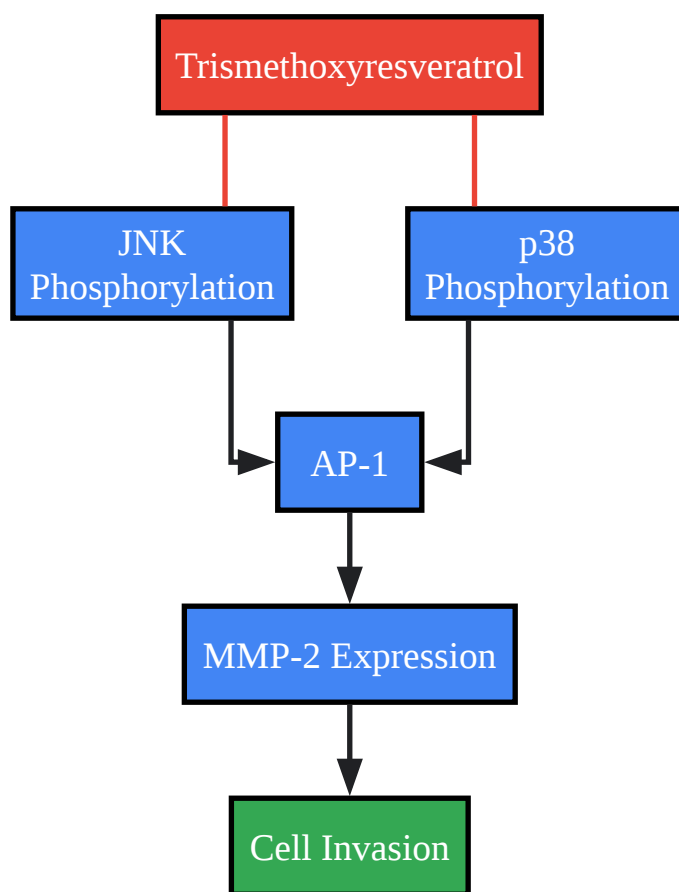 Trismethoxyresveratrol
JNK
Phosphorylation
p38
Phosphorylation
AP-1
MMP-2 Expression
Cell Invasion